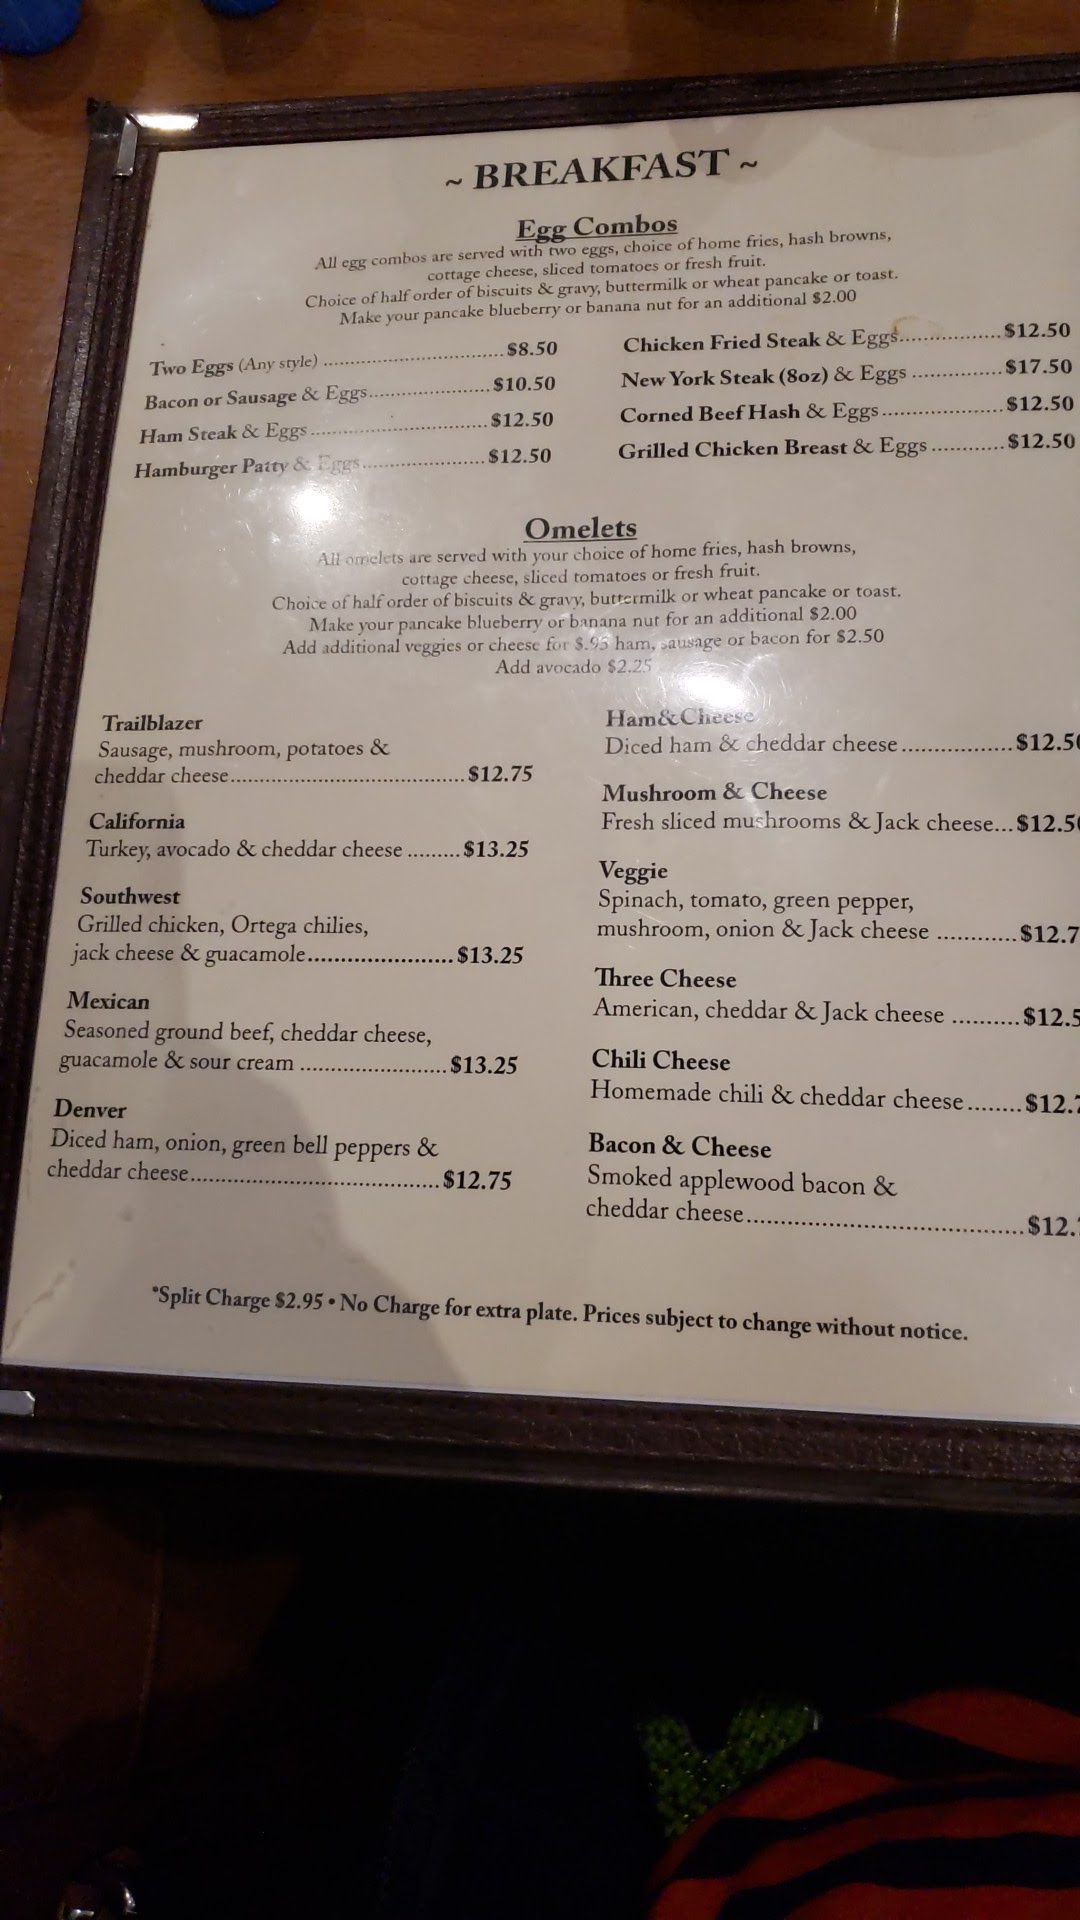 ~ BREAKFAST ~
Egg Combos
All egg combos are served with two eggs, choice of home fries, hash browns,
cottage cheese, sliced tomatoes or fresh fruit.
Choice of half order of biscuits & gravy, buttermilk or wheat pancake or toast.
Make your pancake blueberry or banana nut for an additional $2.00
Two Eggs (Any style) ........................... $8.50
Bacon or Sausage & Eggs.................. $10.50
Ham Steak & Eggs .......................... $12.50
Hamburger Patty & Eggs.................. $12.50
Chicken Fried Steak & Eggs............... $12.50
New York Steak (8oz) & Eggs ............. $17.50
Corned Beef Hash & Eggs ................. $12.50
Grilled Chicken Breast & Eggs ........... $12.50
Omelets
All omelets are served with your choice of home fries, hash browns,
cottage cheese, sliced tomatoes or fresh fruit.
Choice of half order of biscuits & gravy, buttermilk or wheat pancake or toast.
Make your pancake blueberry or banana nut for an additional $2.00
Add additional veggies or cheese for $.95 ham, sausage or bacon for $2.50
Add avocado $2.25
Trailblazer
Sausage, mushroom, potatoes &
cheddar cheese................................... $12.75
California
Turkey, avocado & cheddar cheese ........ $13.25
Southwest
Grilled chicken, Ortega chilies,
jack cheese & guacamole...................... $13.25
Mexican
Seasoned ground beef, cheddar cheese,
guacamole & sour cream ...................... $13.25
Denver
Diced ham, onion, green bell peppers &
cheddar cheese..................................... $12.75
Ham & Cheese
Diced ham & cheddar cheese ................. $12.50
Mushroom & Cheese
Fresh sliced mushrooms & Jack cheese... $12.50
Veggie
Spinach, tomato, green pepper,
mushroom, onion & Jack cheese ............ $12.7
Three Cheese
American, cheddar & Jack cheese .......... $12.5
Chili Cheese
Homemade chili & cheddar cheese........ $12.7
Bacon & Cheese
Smoked applewood bacon &
cheddar cheese........................................ $12.
*Split Charge $2.95 • No Charge for extra plate. Prices subject to change without notice.